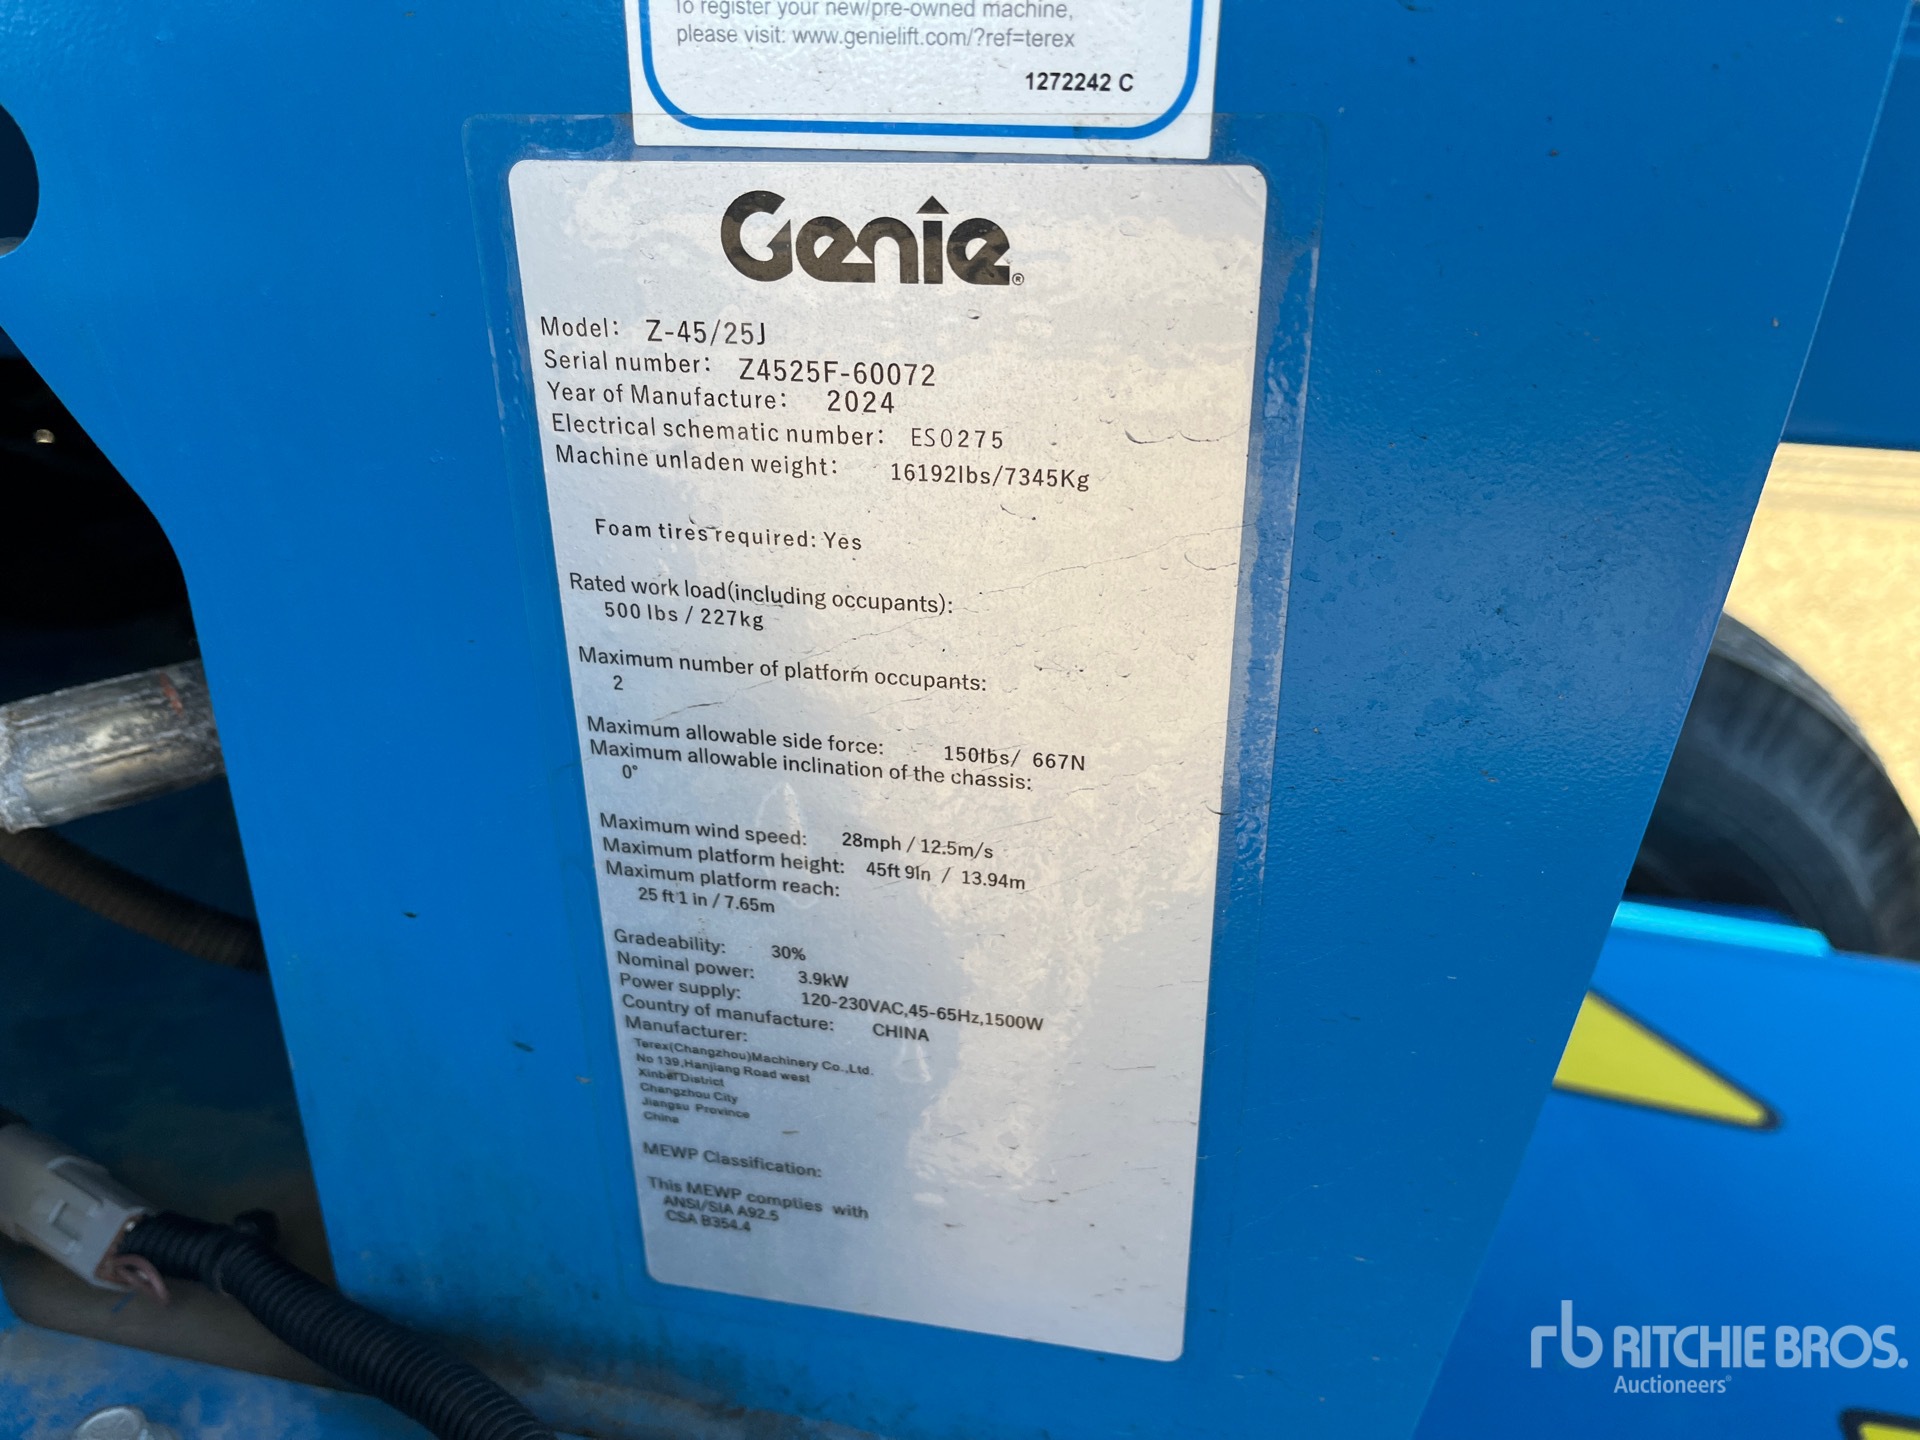 To register your new/pre-owned machine,
please visit: www.genielift.com/?ref=terex
1272242 C
Genie®
Model: Z-45/25J
Serial number: Z4525F-60072
Year of Manufacture: 2024
Electrical schematic number: ES0275
Machine unladen weight: 16192lbs/7345Kg
Foam tires required: Yes
Rated work load(including occupants):
500 lbs / 227kg
Maximum number of platform occupants:
2
Maximum allowable side force: 150lbs/ 667N
Maximum allowable inclination of the chassis:
0°
Maximum wind speed: 28mph / 12.5m/s
Maximum platform height: 45ft 9in / 13.94m
Maximum platform reach:
25 ft 1 in / 7.65m
Gradeability: 30%
Nominal power: 3.9kW
Power supply: 120-230VAC,45-65Hz,1500W
Country of manufacture: CHINA
Manufacturer:
Terex(Changzhou)Machinery Co.,Ltd.
No 139,Hanjiang Road west
Xinbei District
Changzhou City
Jiangsu Province
China
MEWP Classification:
This MEWP complies with
ANSI/SIA A92.5
CSA B354.4
rb RITCHIE BROS.
Auctioneers®